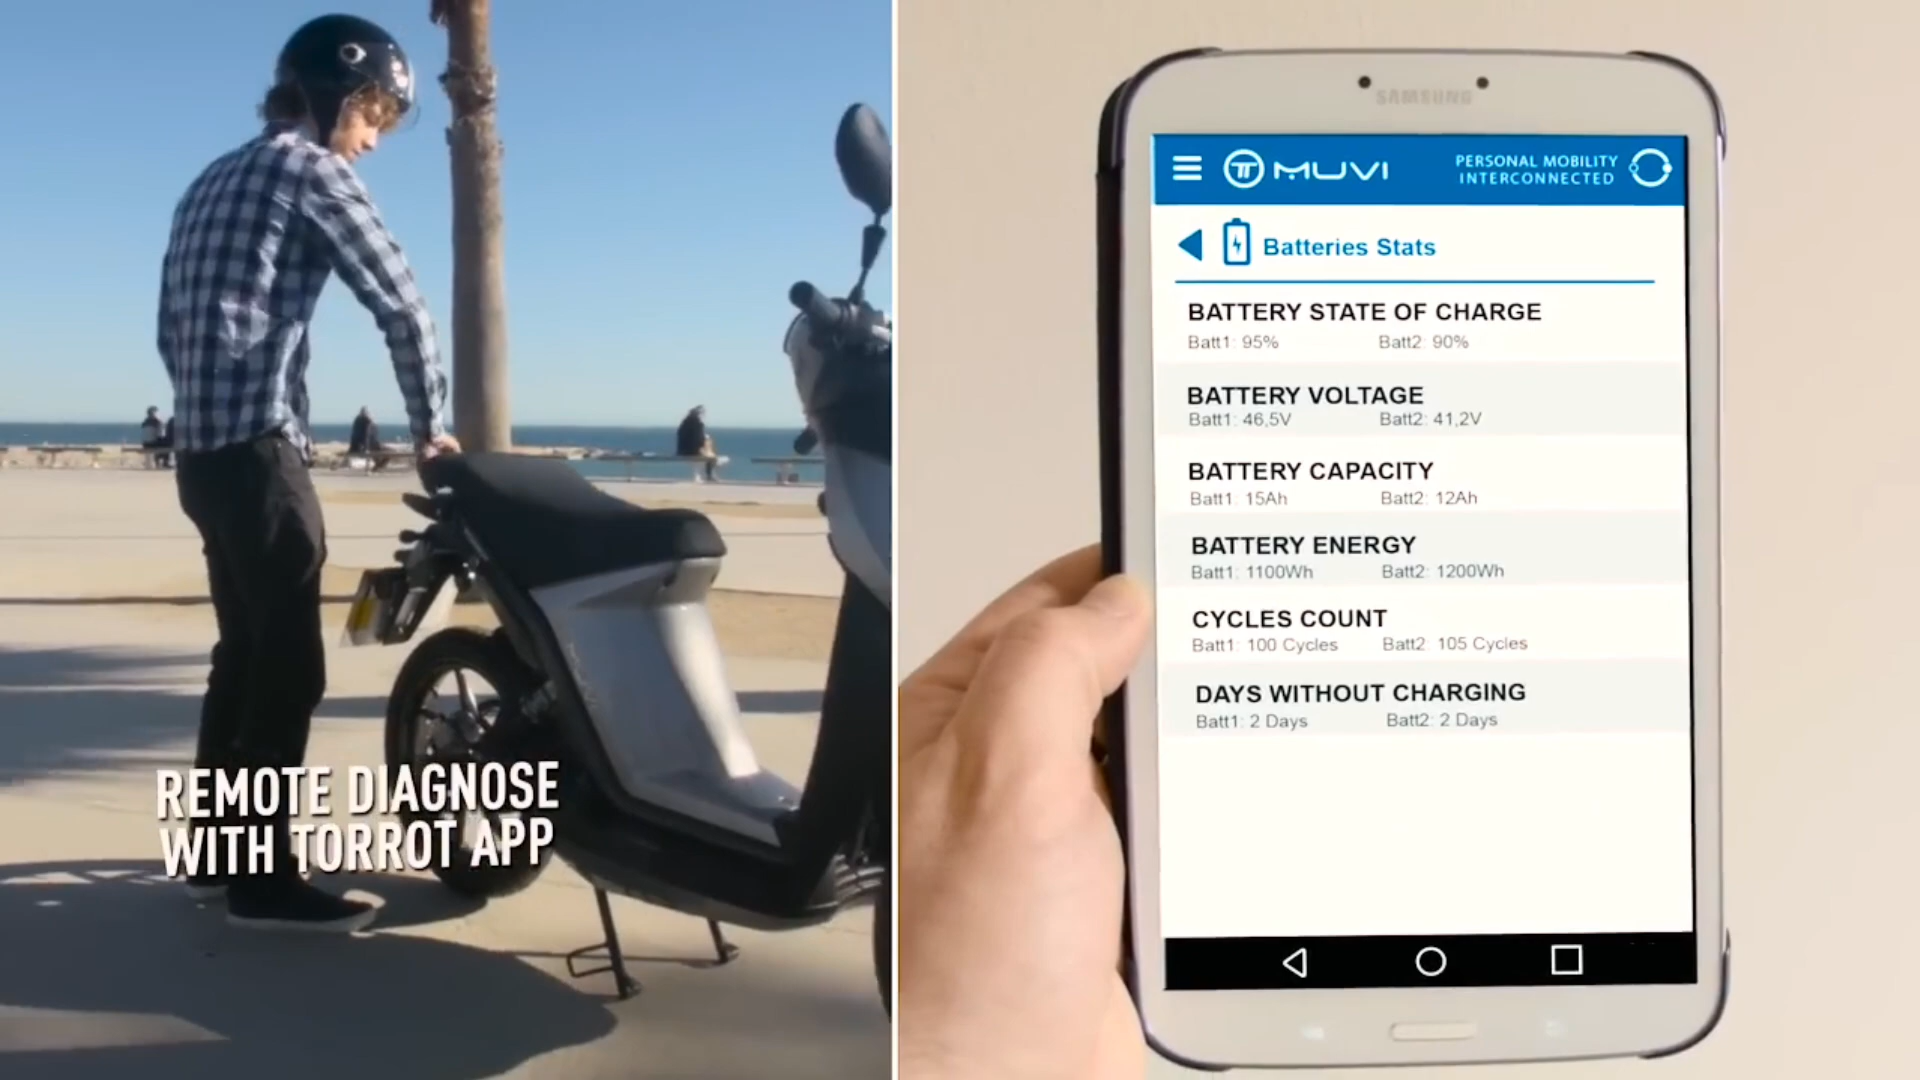 REMOTE DIAGNOSE
WITH TORROT APP
SAMSUNG
MUVI
PERSONAL MOBILITY
INTERCONNECTED
Batteries Stats
BATTERY STATE OF CHARGE
Batt1: 95% Batt2: 90%
BATTERY VOLTAGE
Batt1: 46,5V Batt2: 41,2V
BATTERY CAPACITY
Batt1: 15Ah Batt2: 12Ah
BATTERY ENERGY
Batt1: 1100Wh Batt2: 1200Wh
CYCLES COUNT
Batt1: 100 Cycles Batt2: 105 Cycles
DAYS WITHOUT CHARGING
Batt1: 2 Days Batt2: 2 Days